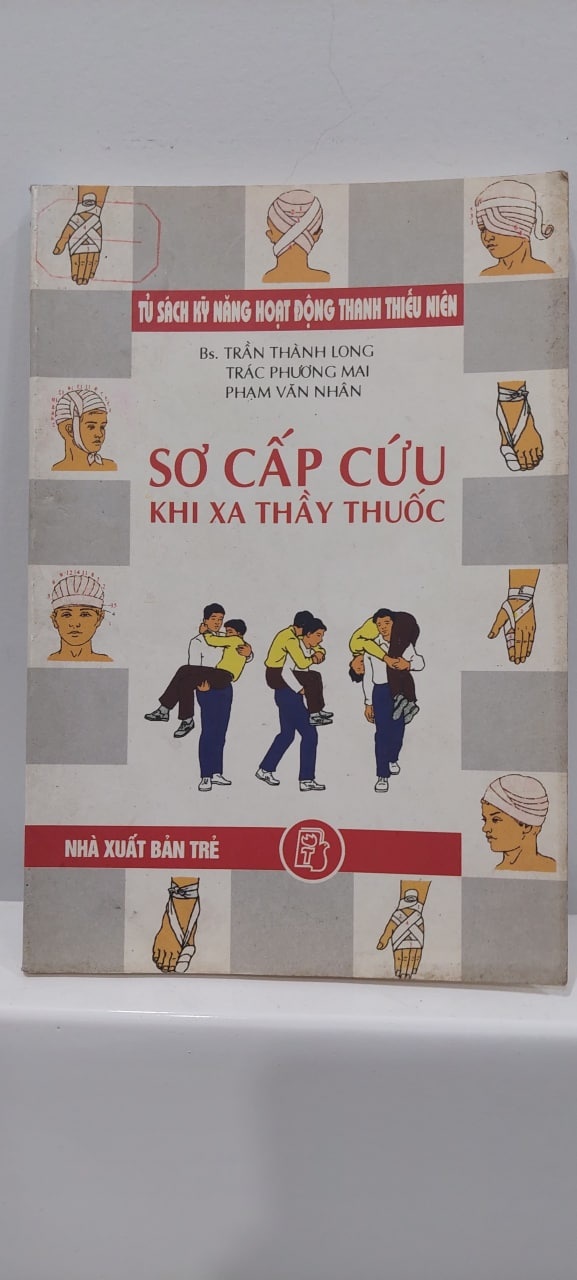 TỦ SÁCH KỸ NĂNG HOẠT ĐỘNG THANH THIẾU NIÊN
Bs. TRẦN THÀNH LONG
TRÁC PHƯƠNG MAI
PHẠM VĂN NHÂN
SƠ CẤP CỨU
KHI XA THẦY THUỐC
NHÀ XUẤT BẢN TRẺ